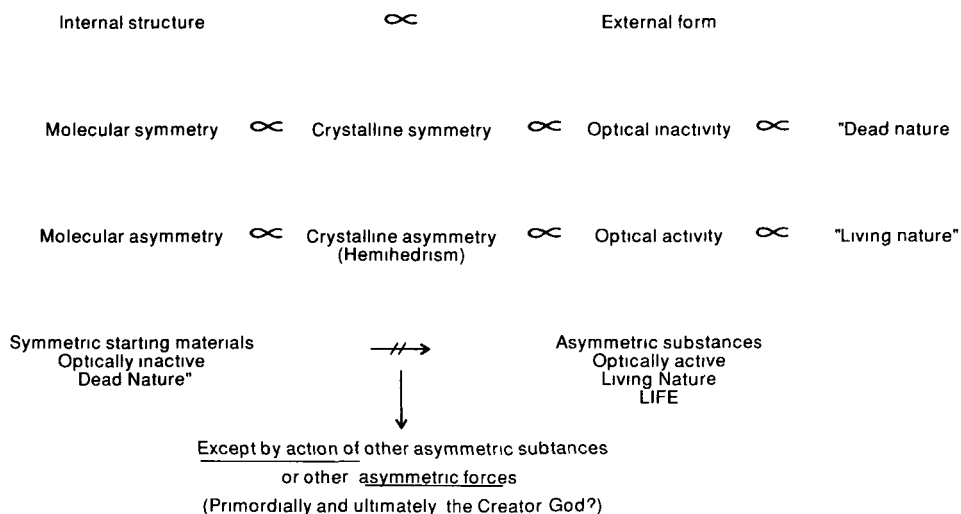 Internal structure ∝ External form
Molecular symmetry ∝ Crystalline symmetry ∝ Optical inactivity ∝ "Dead nature
Molecular asymmetry ∝ Crystalline asymmetry ∝ Optical activity ∝ "Living nature"
(Hemihedrism)
Symmetric starting materials Asymmetric substances
Optically inactive Optically active
Dead Nature" Living Nature
LIFE
Except by action of other asymmetric subtances
or other asymmetric forces
(Primordially and ultimately the Creator God?)